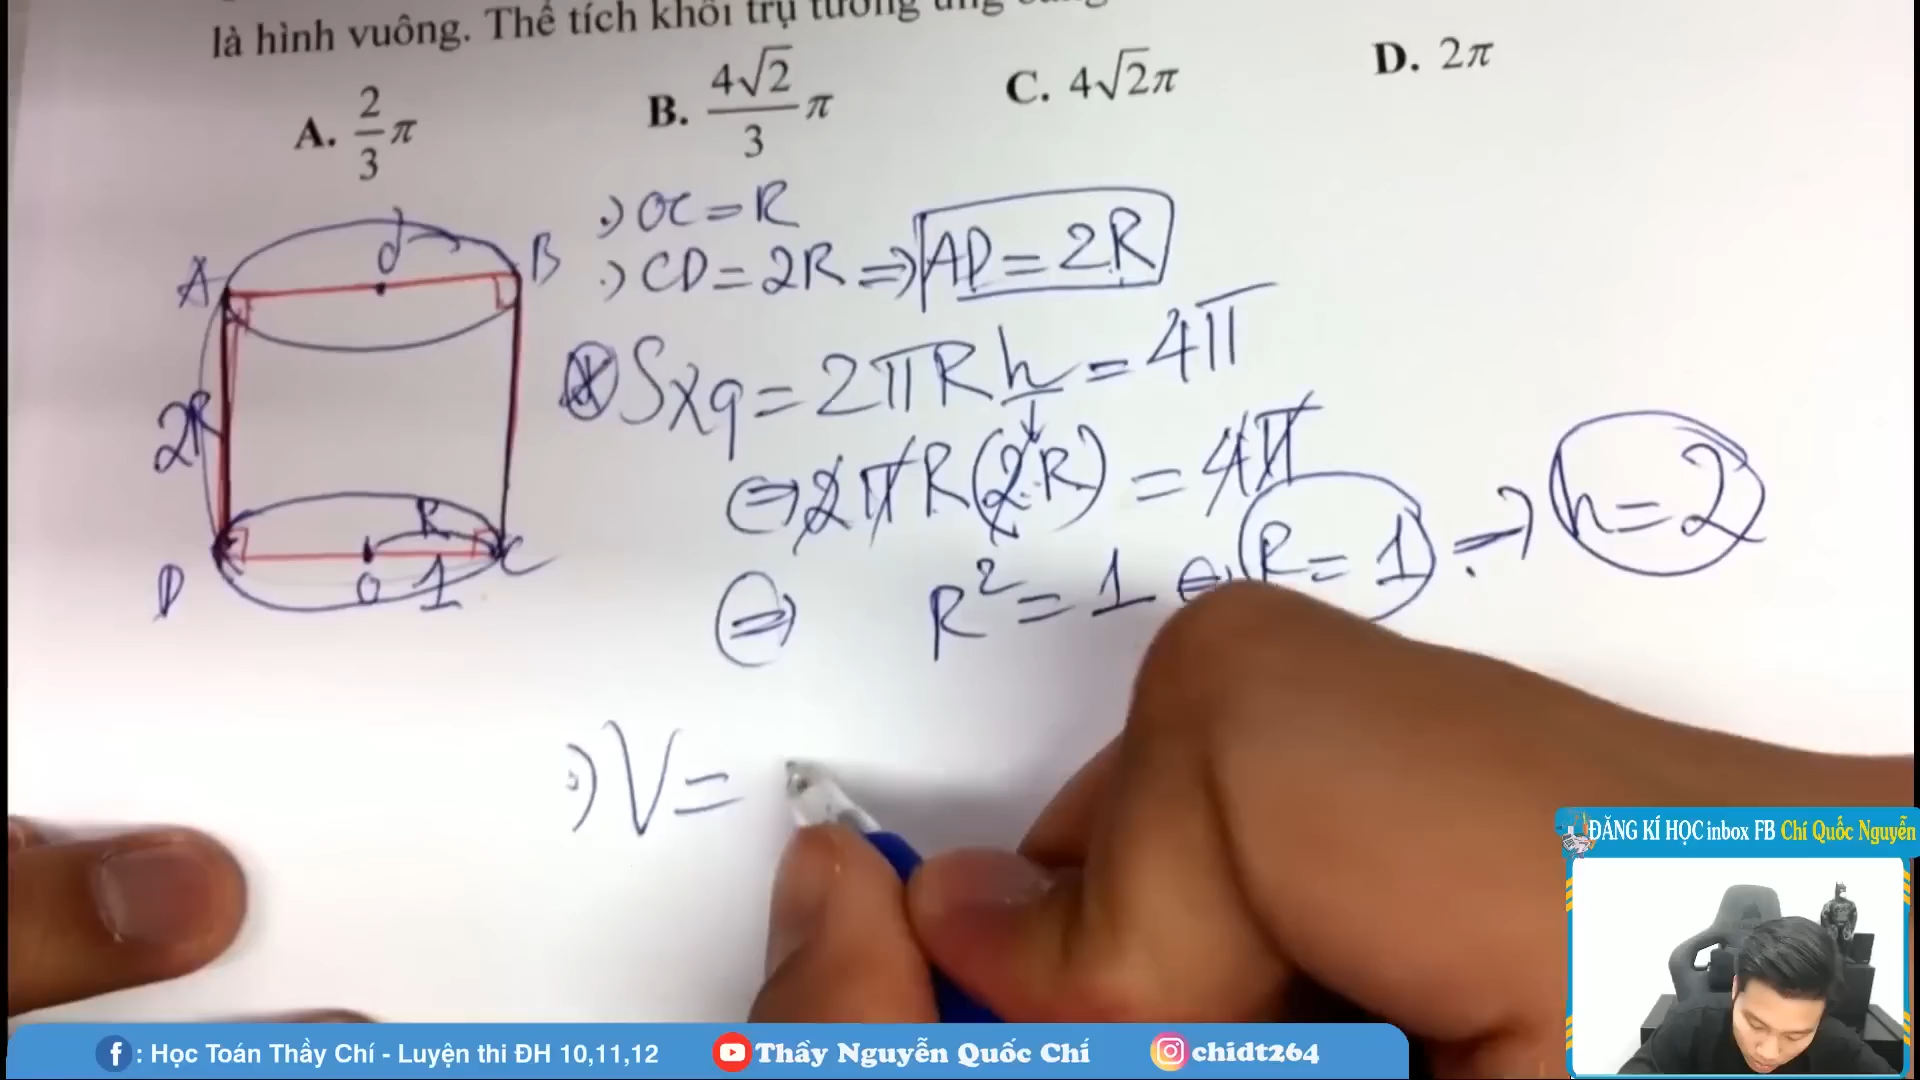 là hình vuông. Thể tích khối trụ tương ứng
A. 2/3 π
B. 4√2/3 π
C. 4√2π
D. 2π
:) OC = R
:) CD = 2R => AD = 2R
Sxq = 2πRh = 4π
<=> 2πR(2R) = 4π
<=> R² = 1 <=> R = 1 => h = 2
:) V =
A
B
2R
R
D
O
1
C
ĐĂNG KÍ HỌC inbox FB Chí Quốc Nguyễn
: Học Toán Thầy Chí - Luyện thi ĐH 10,11,12
Thầy Nguyễn Quốc Chí
chidt264